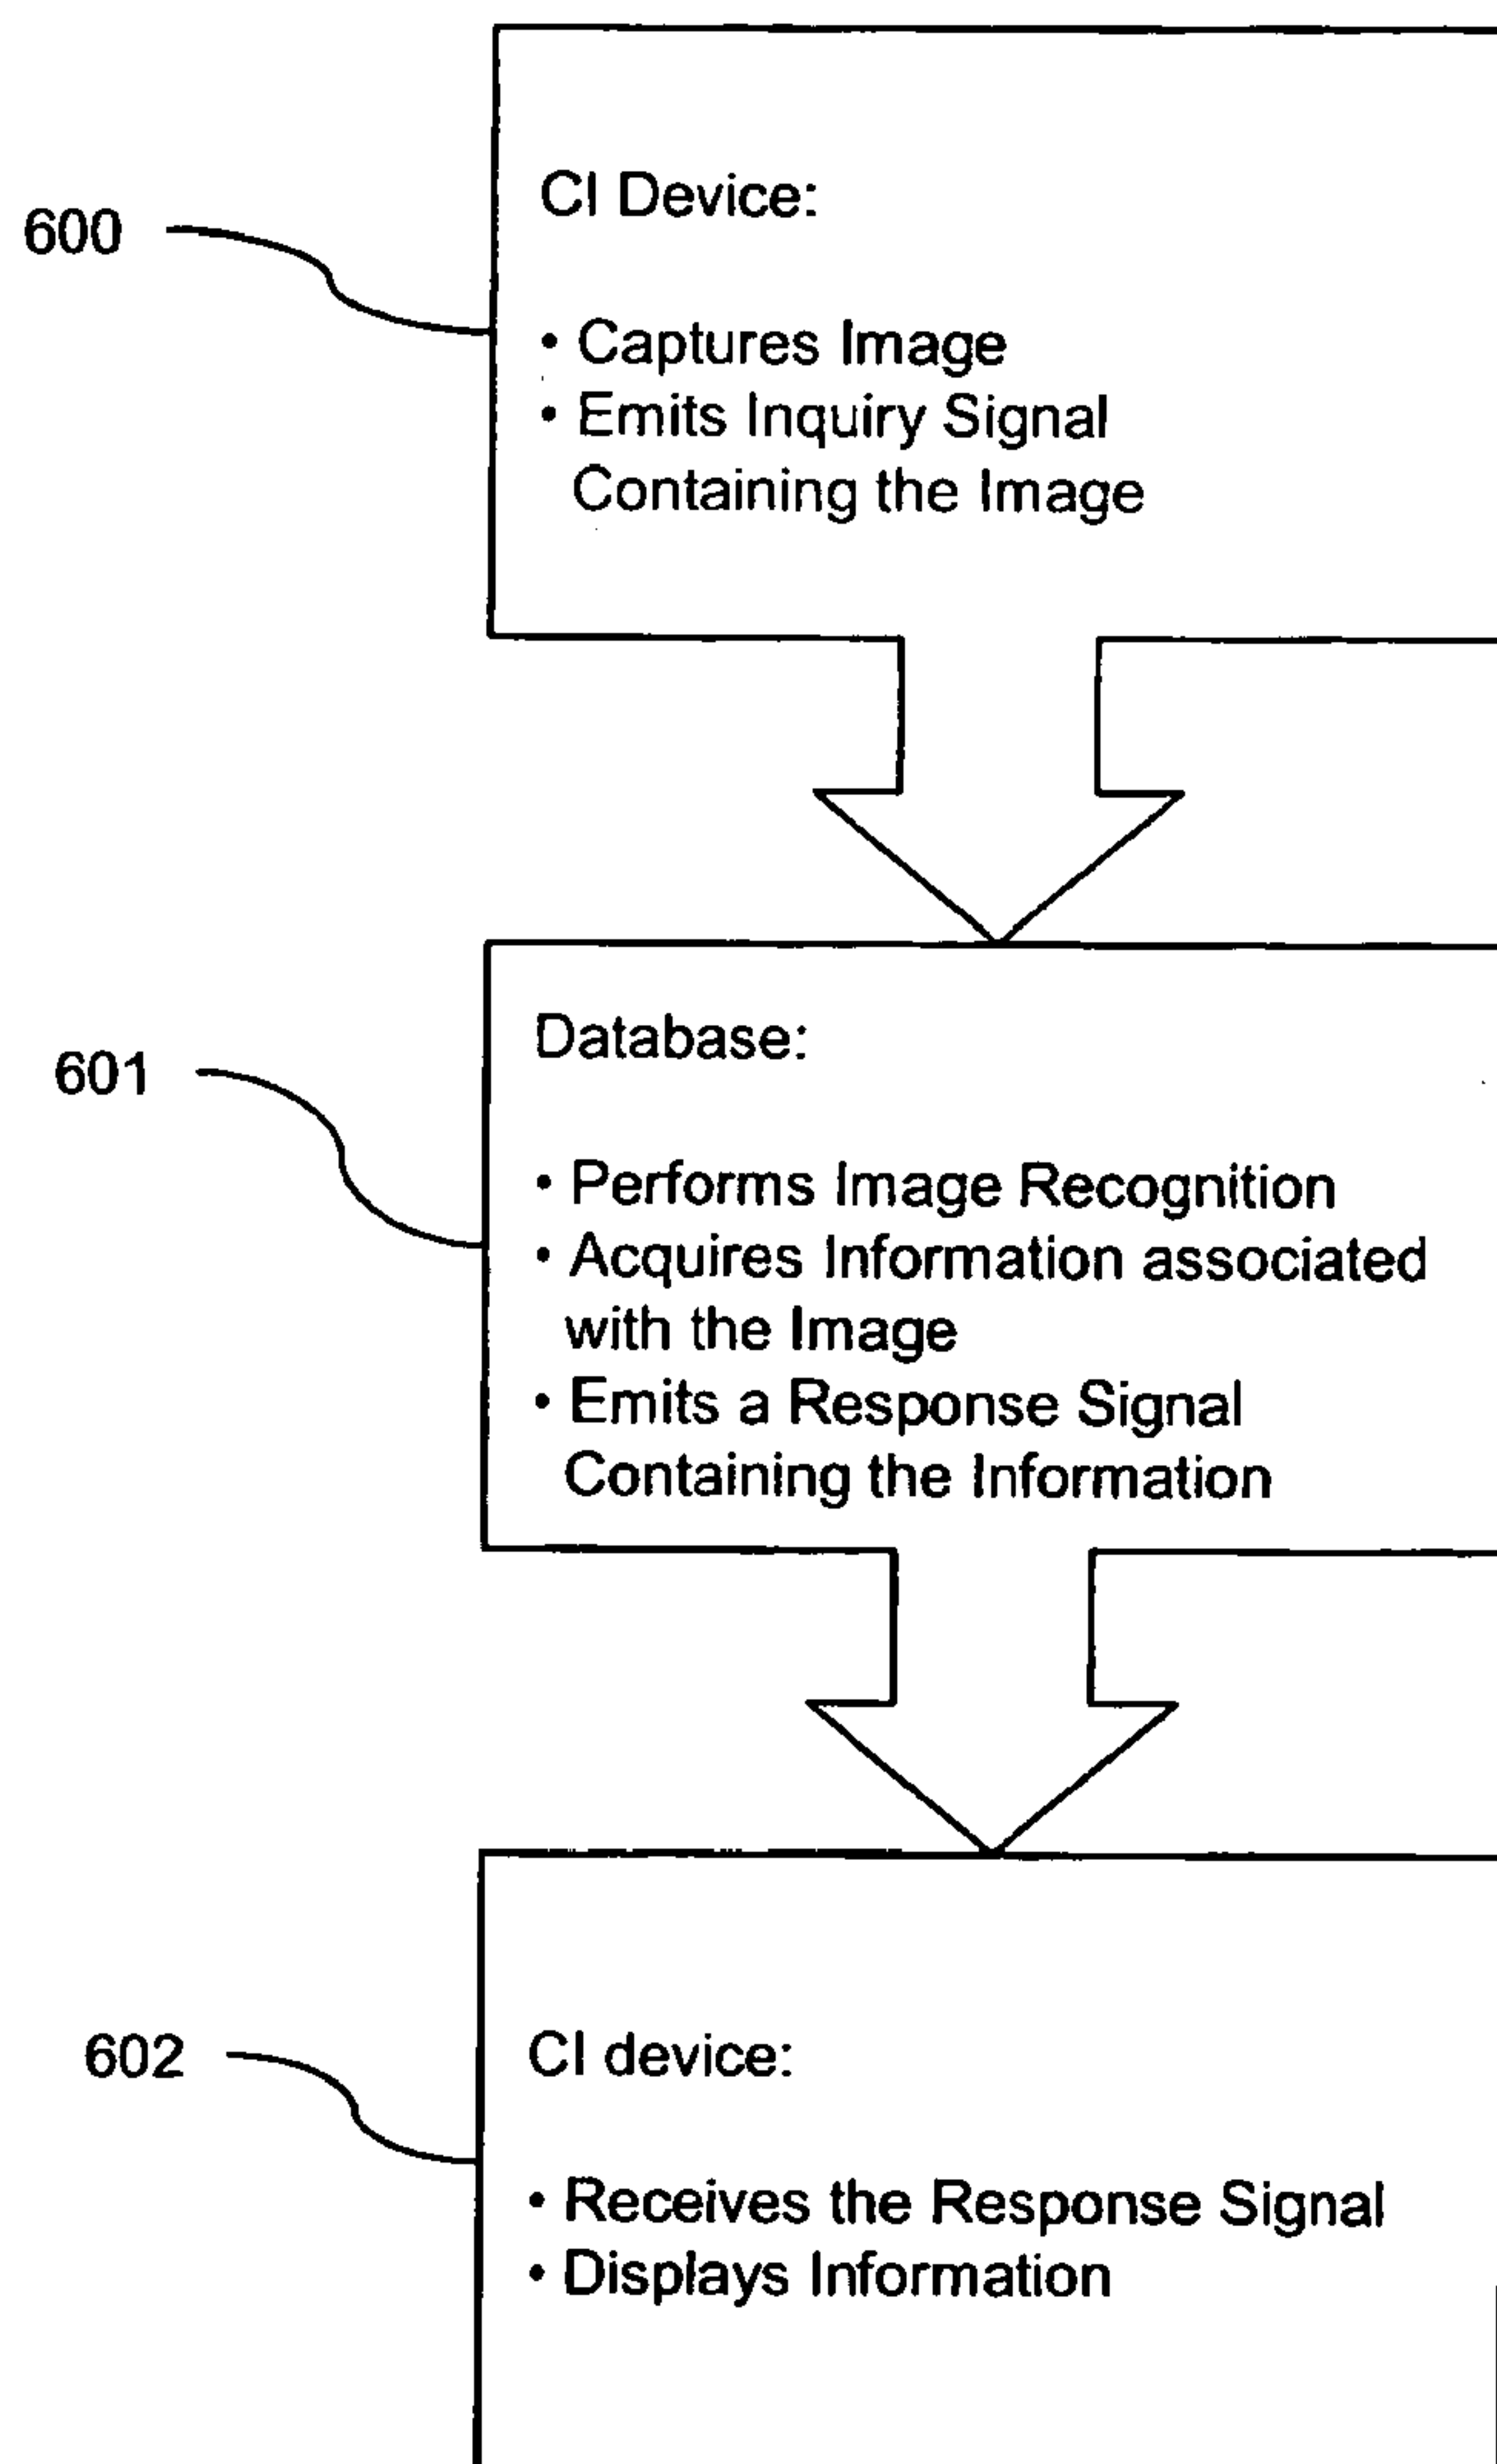 600
CI Device:
• Captures Image
• Emits Inquiry Signal
Containing the Image
601
Database:
• Performs Image Recognition
• Acquires Information associated
with the Image
• Emits a Response Signal
Containing the Information
602
CI device:
• Receives the Response Signal
• Displays Information